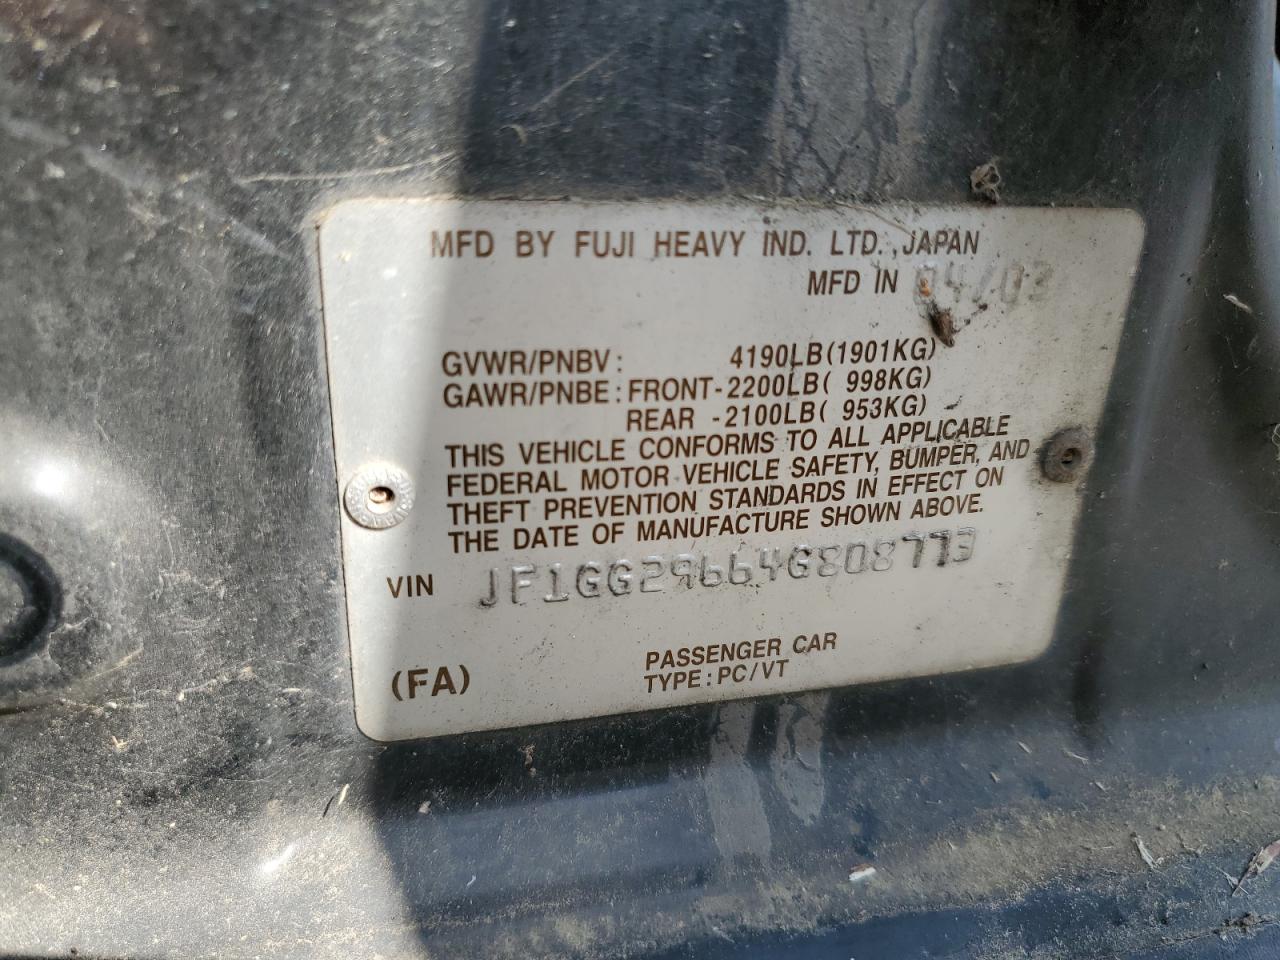 MFD BY FUJI HEAVY IND. LTD., JAPAN
MFD IN 04/03
GVWR/PNBV: 4190LB(1901KG)
GAWR/PNBE: FRONT-2200LB( 998KG)
REAR -2100LB( 953KG)
THIS VEHICLE CONFORMS TO ALL APPLICABLE
FEDERAL MOTOR VEHICLE SAFETY, BUMPER, AND
THEFT PREVENTION STANDARDS IN EFFECT ON
THE DATE OF MANUFACTURE SHOWN ABOVE.
VIN JF1GG29664G808773
(FA)
PASSENGER CAR
TYPE: PC/VT